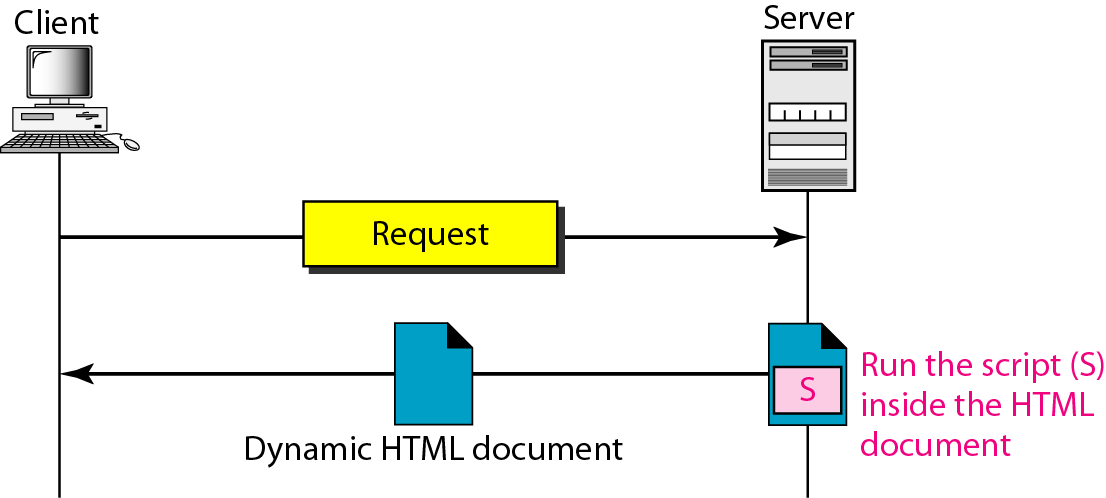 Client
Server
Request
S
Run the script (S)
inside the HTML
document
Dynamic HTML document